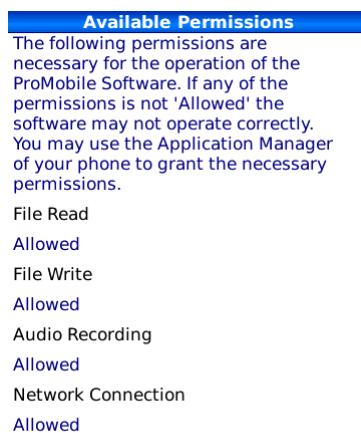 Available Permissions
The following permissions are
necessary for the operation of the
ProMobile Software. If any of the
permissions is not 'Allowed' the
software may not operate correctly.
You may use the Application Manager
of your phone to grant the necessary
permissions.
File Read
Allowed
File Write
Allowed
Audio Recording
Allowed
Network Connection
Allowed